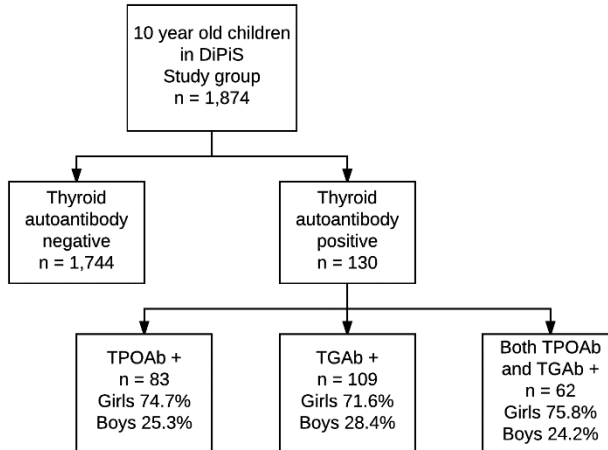 10 year old children
in DiPiS
Study group
n = 1,874
Thyroid
autoantibody
negative
n = 1,744
Thyroid
autoantibody
positive
n = 130
TPOAb +
n = 83
Girls 74.7%
Boys 25.3%
TGAb +
n = 109
Girls 71.6%
Boys 28.4%
Both TPOAb
and TGAb +
n = 62
Girls 75.8%
Boys 24.2%